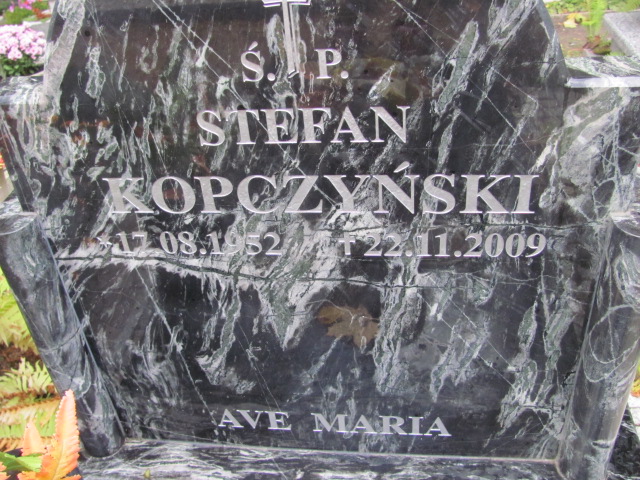 Ś. P.
STEFAN
KOPCZYŃSKI
*17.08.1952 †22.11.2009
AVE MARIA